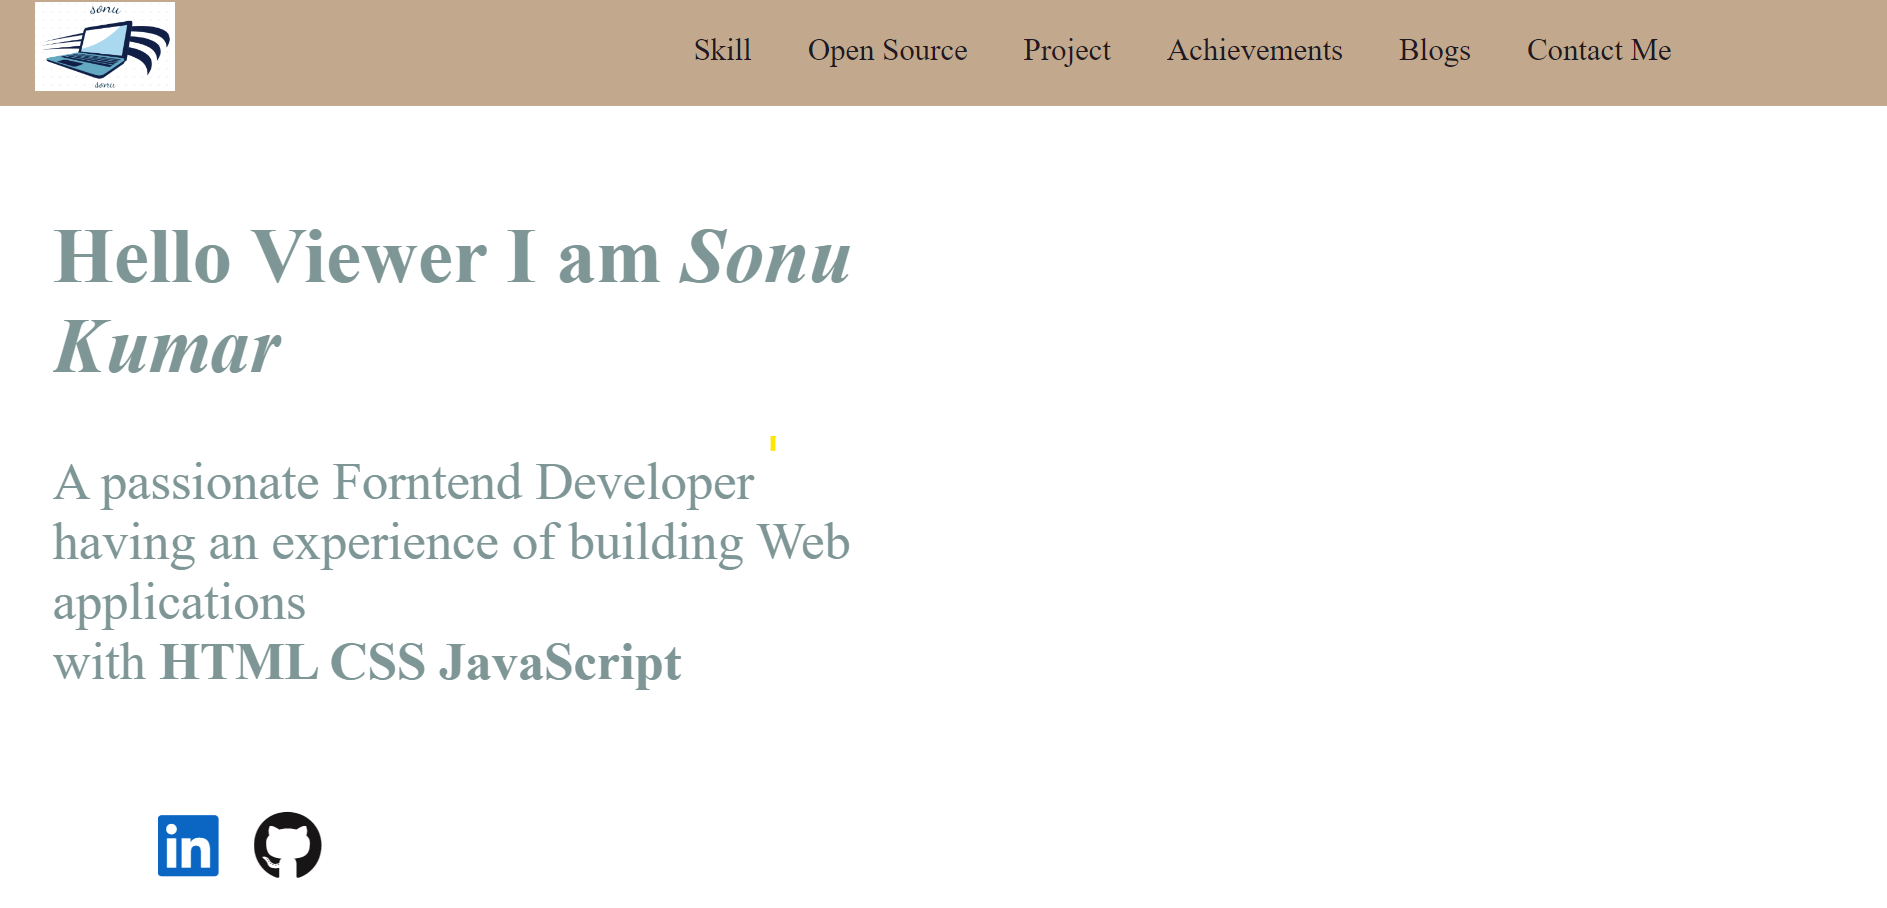 sonu
sonu
Skill Open Source Project Achievements Blogs Contact Me
Hello Viewer I am Sonu
Kumar
A passionate Forntend Developer
having an experience of building Web
applications
with HTML CSS JavaScript
in